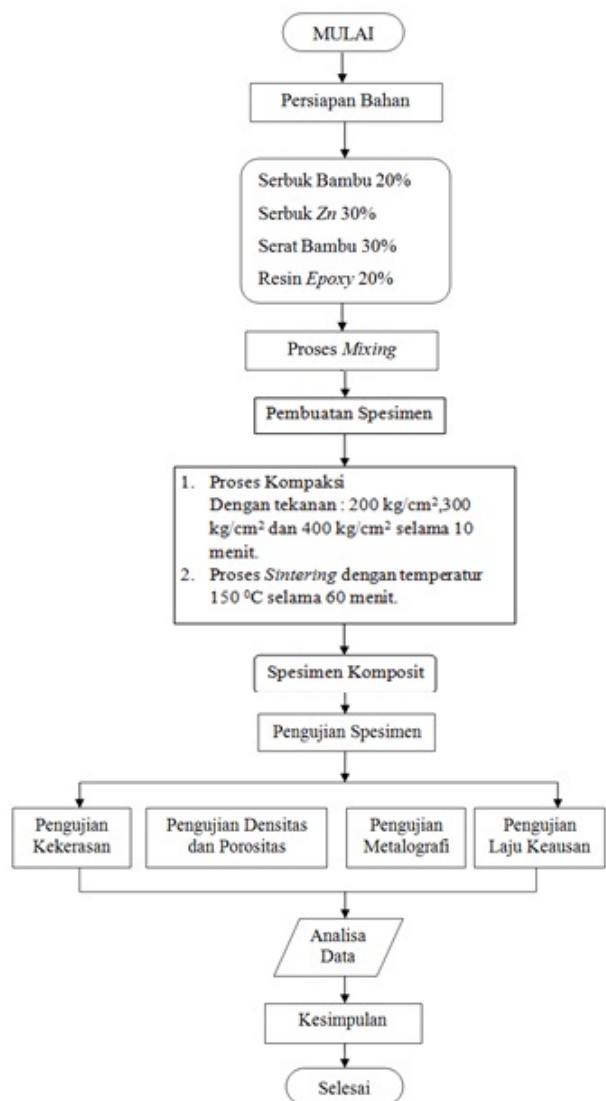 MULAI
Persiapan Bahan
Serbuk Bambu 20%
Serbuk Zn 30%
Serat Bambu 30%
Resin Epoxy 20%
Proses Mixing
Pembuatan Spesimen
1. Proses Kompaksi
Dengan tekanan : 200 kg/cm²,300
kg/cm² dan 400 kg/cm² selama 10
menit.
2. Proses Sintering dengan temperatur
150 ⁰C selama 60 menit.
Spesimen Komposit
Pengujian Spesimen
Pengujian
Kekerasan
Pengujian Densitas
dan Porositas
Pengujian
Metalografi
Pengujian
Laju Keausan
Analisa
Data
Kesimpulan
Selesai